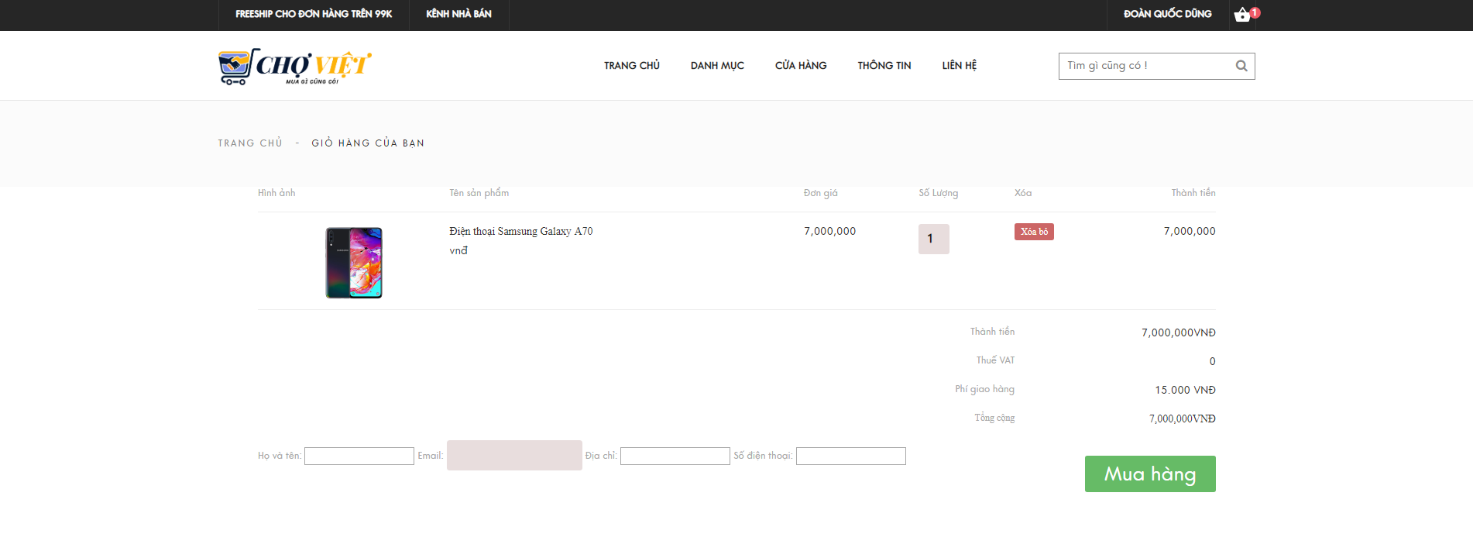 FREESHIP CHO ĐƠN HÀNG TRÊN 99K KÊNH NHÀ BÁN ĐOÀN QUỐC DŨNG 1
CHỢ VIỆT
MUA GÌ CŨNG CÓ!
TRANG CHỦ DANH MỤC CỬA HÀNG THÔNG TIN LIÊN HỆ Tìm gì cũng có !
TRANG CHỦ - GIỎ HÀNG CỦA BẠN
Hình ảnh Tên sản phẩm Đơn giá Số Lượng Xóa Thành tiền
Điện thoại Samsung Galaxy A70 7,000,000 1 Xóa bỏ 7,000,000
vnđ
Thành tiền 7,000,000VNĐ
Thuế VAT 0
Phí giao hàng 15.000 VNĐ
Tổng cộng 7,000,000VNĐ
Họ và tên: Email: Địa chỉ: Số điện thoại:
Mua hàng